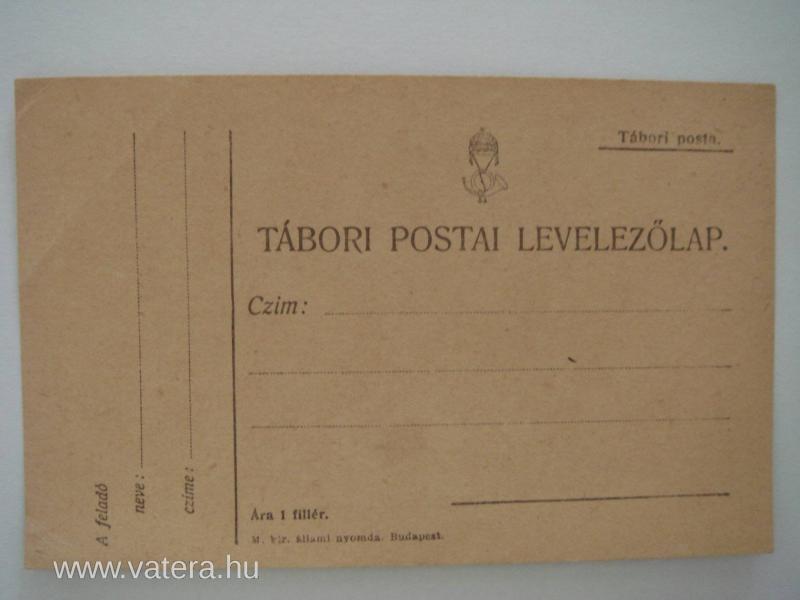 Tábori posta.
TÁBORI POSTAI LEVELEZŐLAP.
Czim:
Ára 1 fillér.
M. kir. állami nyomda. Budapest.
A feladó
neve:
czime:
www.vatera.hu